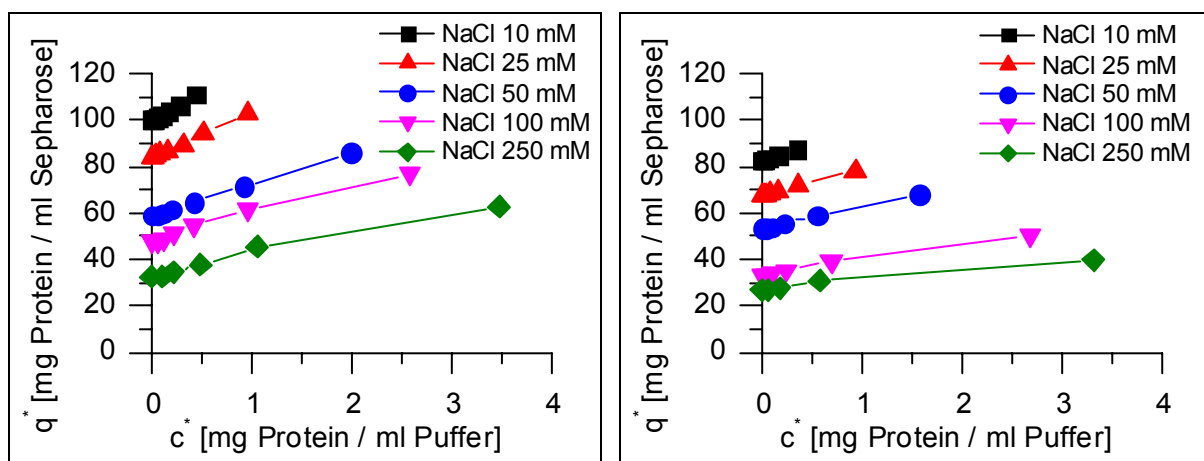 NaCl 10 mM
NaCl 25 mM
NaCl 50 mM
NaCl 100 mM
NaCl 250 mM
q* [mg Protein / ml Sepharose]
120
100
80
60
40
20
0
0 1 2 3 4
c* [mg Protein / ml Puffer]
NaCl 10 mM
NaCl 25 mM
NaCl 50 mM
NaCl 100 mM
NaCl 250 mM
q* [mg Protein / ml Sepharose]
120
100
80
60
40
20
0
0 1 2 3 4
c* [mg Protein / ml Puffer]